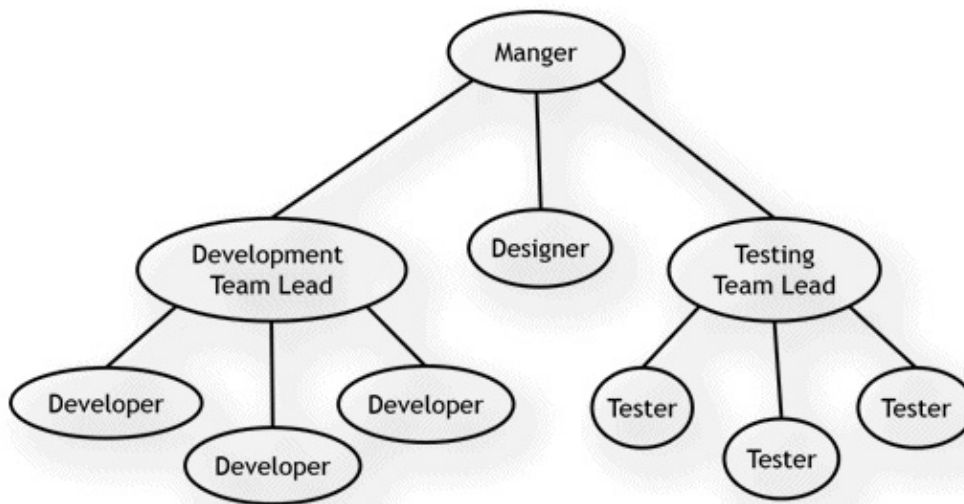 Manger
Development
Team Lead
Designer
Testing
Team Lead
Developer
Developer
Developer
Tester
Tester
Tester